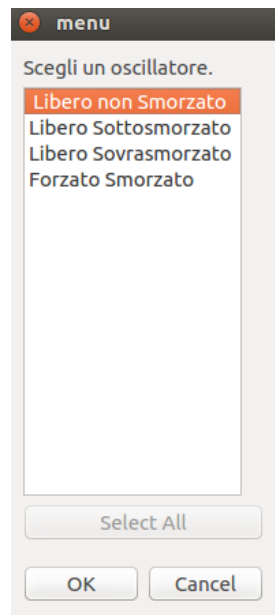 menu
Scegli un oscillatore.
Libero non Smorzato
Libero Sottosmorzato
Libero Sovrasmorzato
Forzato Smorzato
Select All
OK Cancel